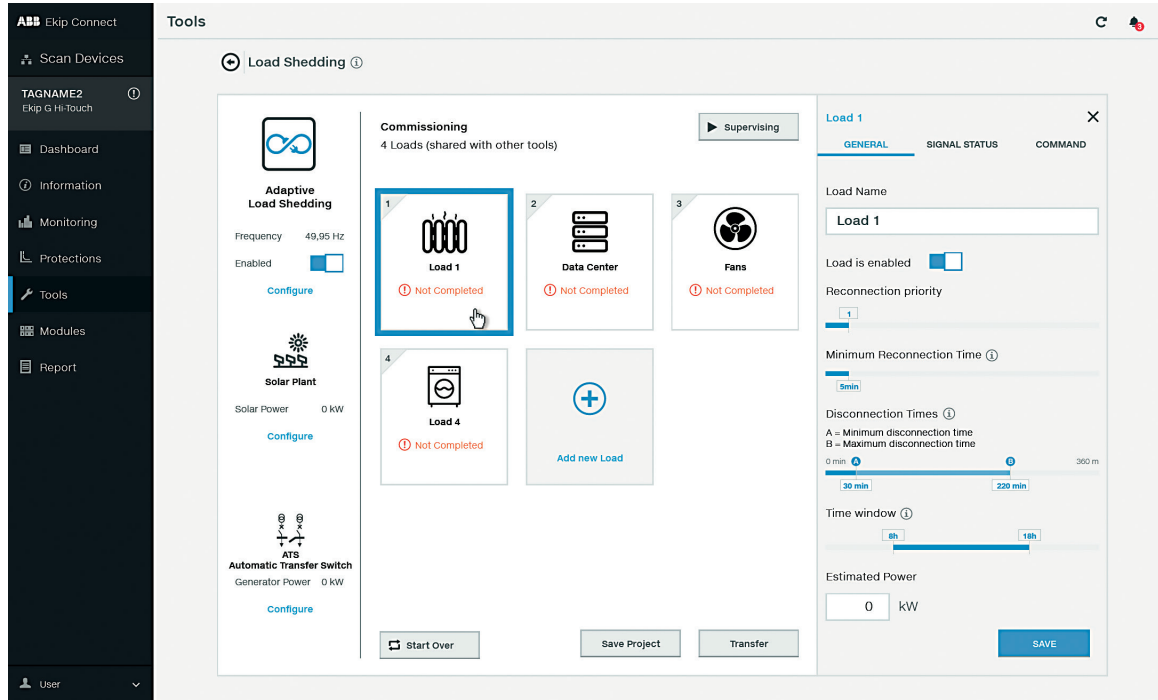 ABB Ekip Connect
Scan Devices
TAGNAME2
Ekip G Hi-Touch
Dashboard
Information
Monitoring
Protections
Tools
Modules
Report
User
Tools
3
Load Shedding
Adaptive
Load Shedding
Frequency 49,95 Hz
Enabled
Configure
Solar Plant
Solar Power 0 kW
Configure
ATS
Automatic Transfer Switch
Generator Power 0 kW
Configure
Commissioning
4 Loads (shared with other tools)
Supervising
1
Load 1
Not Completed
2
Data Center
Not Completed
3
Fans
Not Completed
4
Load 4
Not Completed
Add new Load
Start Over
Save Project
Transfer
Load 1
GENERAL SIGNAL STATUS COMMAND
Load Name
Load 1
Load is enabled
Reconnection priority
1
Minimum Reconnection Time
5min
Disconnection Times
A = Minimum disconnection time
B = Maximum disconnection time
0 min A B 360 m
30 min 220 min
Time window
8h 18h
Estimated Power
0 kW
SAVE